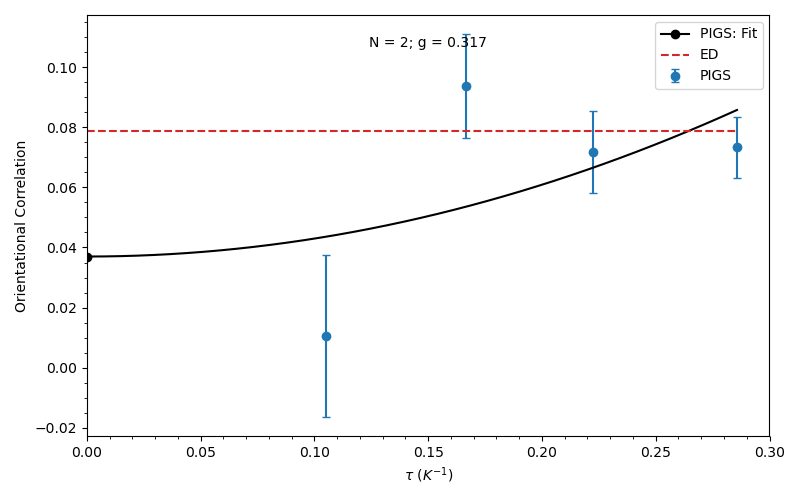 N = 2; g = 0.317
PIGS: Fit
ED
PIGS
Orientational Correlation
0.10
0.08
0.06
0.04
0.02
0.00
−0.02
0.00 0.05 0.10 0.15 0.20 0.25 0.30
τ (K⁻¹)